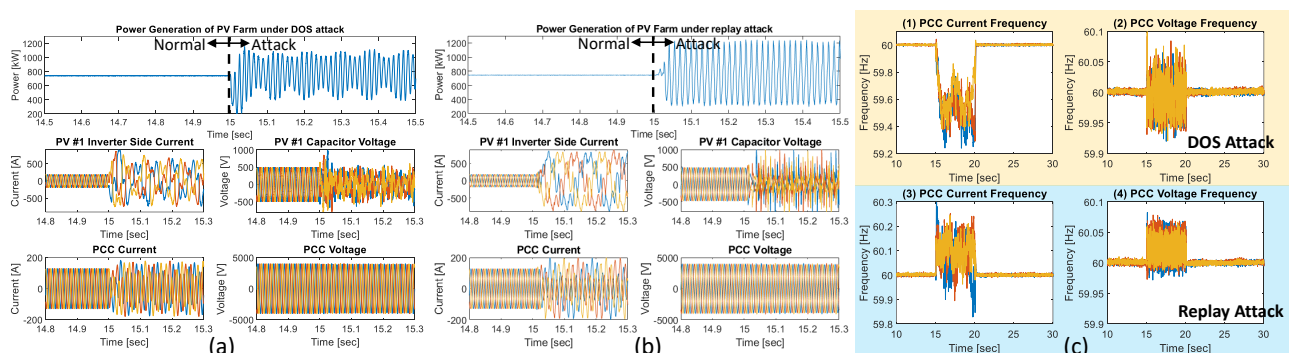 Power Generation of PV Farm under DOS attack
Normal Attack
Power [kW]
1200
1000
800
600
400
200
14.5 14.6 14.7 14.8 14.9 15 15.1 15.2 15.3 15.4 15.5
Time [sec]
PV #1 Inverter Side Current
Current [A]
500
0
-500
14.8 14.9 15 15.1 15.2 15.3
PV #1 Capacitor Voltage
Voltage [V]
500
0
-500
14.8 14.9 15 15.1 15.2 15.3
PCC Current
Current [A]
200
0
-200
14.8 14.9 15 15.1 15.2 15.3
Time [sec]
PCC Voltage
Voltage [V]
5000
0
-5000
14.8 14.9 15 15.1 15.2 15.3
Time [sec]
(a)
Power Generation of PV Farm under replay attack
Normal Attack
Power [kW]
1200
1000
800
600
400
200
14.5 14.6 14.7 14.8 14.9 15 15.1 15.2 15.3 15.4 15.5
Time [sec]
PV #1 Inverter Side Current
Current [A]
500
0
-500
14.8 14.9 15 15.1 15.2 15.3
PV #1 Capacitor Voltage
Voltage [V]
1000
500
0
-500
14.8 14.9 15 15.1 15.2 15.3
PCC Current
Current [A]
200
0
-200
14.8 14.9 15 15.1 15.2 15.3
Time [sec]
PCC Voltage
Voltage [V]
5000
0
-5000
14.8 14.9 15 15.1 15.2 15.3
Time [sec]
(b)
(1) PCC Current Frequency
Frequency [Hz]
60
59.8
59.6
59.4
59.2
10 15 20 25 30
Time [sec]
(2) PCC Voltage Frequency
Frequency [Hz]
60.1
60.05
60
59.95
59.9
10 15 20 25 30
Time [sec]
DOS Attack
(3) PCC Current Frequency
Frequency [Hz]
60.3
60.2
60.1
60
59.9
59.8
10 15 20 25 30
Time [sec]
(4) PCC Voltage Frequency
Frequency [Hz]
60.1
60.05
60
59.95
59.9
10 15 20 25 30
Time [sec]
Replay Attack
(c)